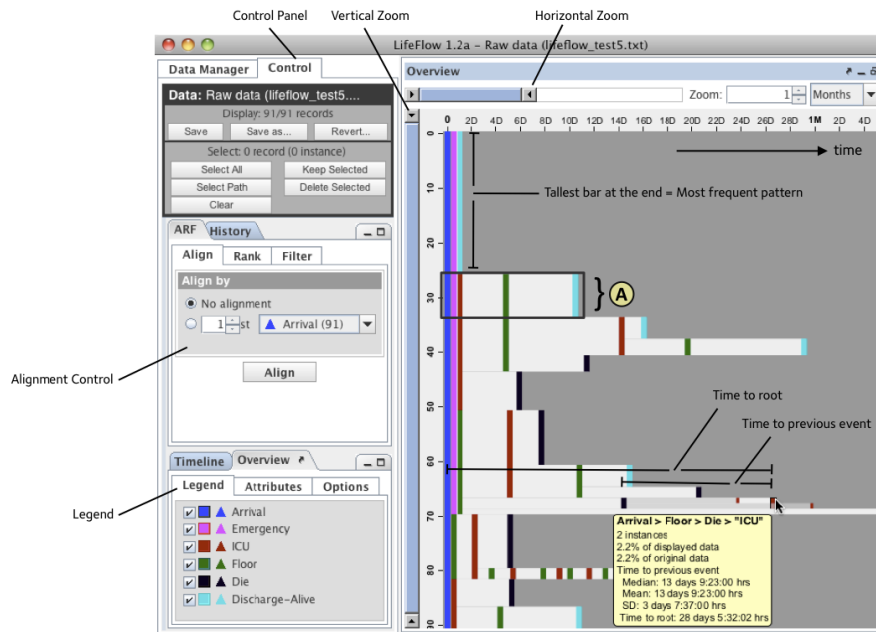 Control Panel
Vertical Zoom
Horizontal Zoom
LifeFlow 1.2a – Raw data (lifeflow_test5.txt)
Data Manager
Control
Data: Raw data (lifeflow_test5....
Display: 91/91 records
Save
Save as...
Revert...
Select: 0 record (0 instance)
Select All
Keep Selected
Select Path
Delete Selected
Clear
ARF
History
Align
Rank
Filter
Align by
No alignment
1 st
Arrival (91)
Align
Alignment Control
Timeline
Overview
Legend
Attributes
Options
Legend
Arrival
Emergency
ICU
Floor
Die
Discharge-Alive
Overview
Zoom: 1 Months
0 2D 4D 6D 8D 10D 12D 14D 16D 18D 20D 22D 24D 26D 28D 1M 2D 4D
0
10
20
30
40
50
60
70
80
90
time
Tallest bar at the end = Most frequent pattern
A
Time to root
Time to previous event
Arrival > Floor > Die > "ICU"
2 instances
2.2% of displayed data
2.2% of original data
Time to previous event
Median: 13 days 9:23:00 hrs
Mean: 13 days 9:23:00 hrs
SD: 3 days 7:37:00 hrs
Time to root: 28 days 5:32:02 hrs